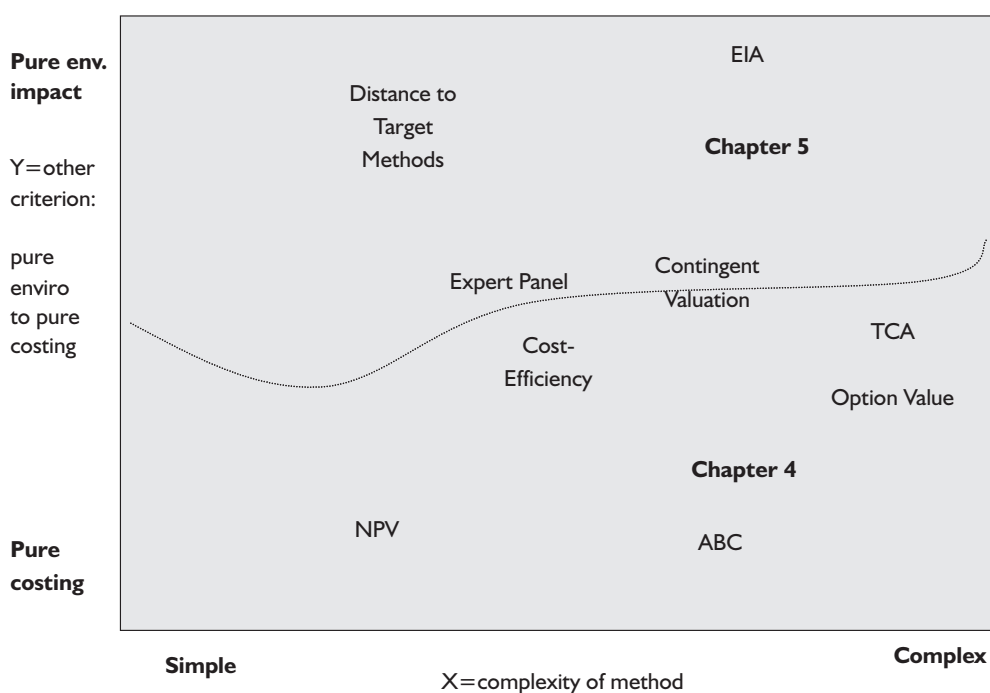 Pure env.
impact
Y=other
criterion:
pure
enviro
to pure
costing
Pure
costing
EIA
Distance to
Target
Methods
Chapter 5
Expert Panel
Contingent
Valuation
Cost-
Efficiency
TCA
Option Value
Chapter 4
NPV
ABC
Simple
X=complexity of method
Complex